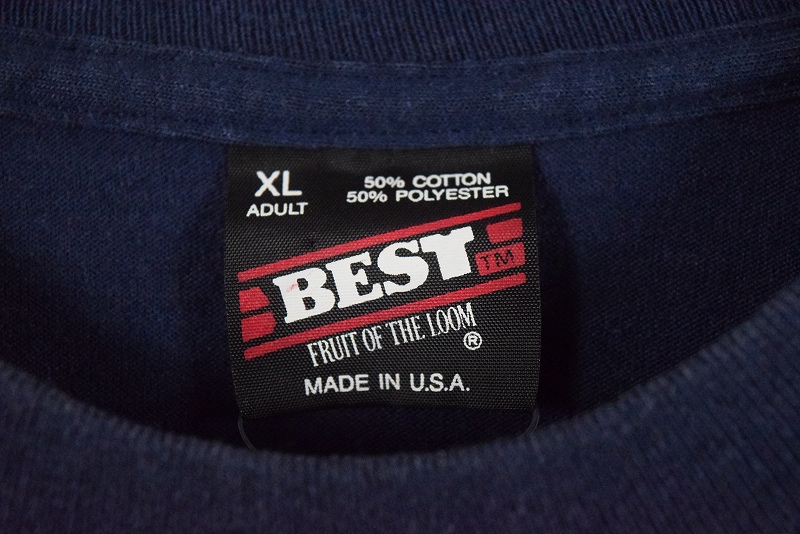 XL
ADULT
50% COTTON
50% POLYESTER
BEST TM
FRUIT OF THE LOOM
®
MADE IN U.S.A.